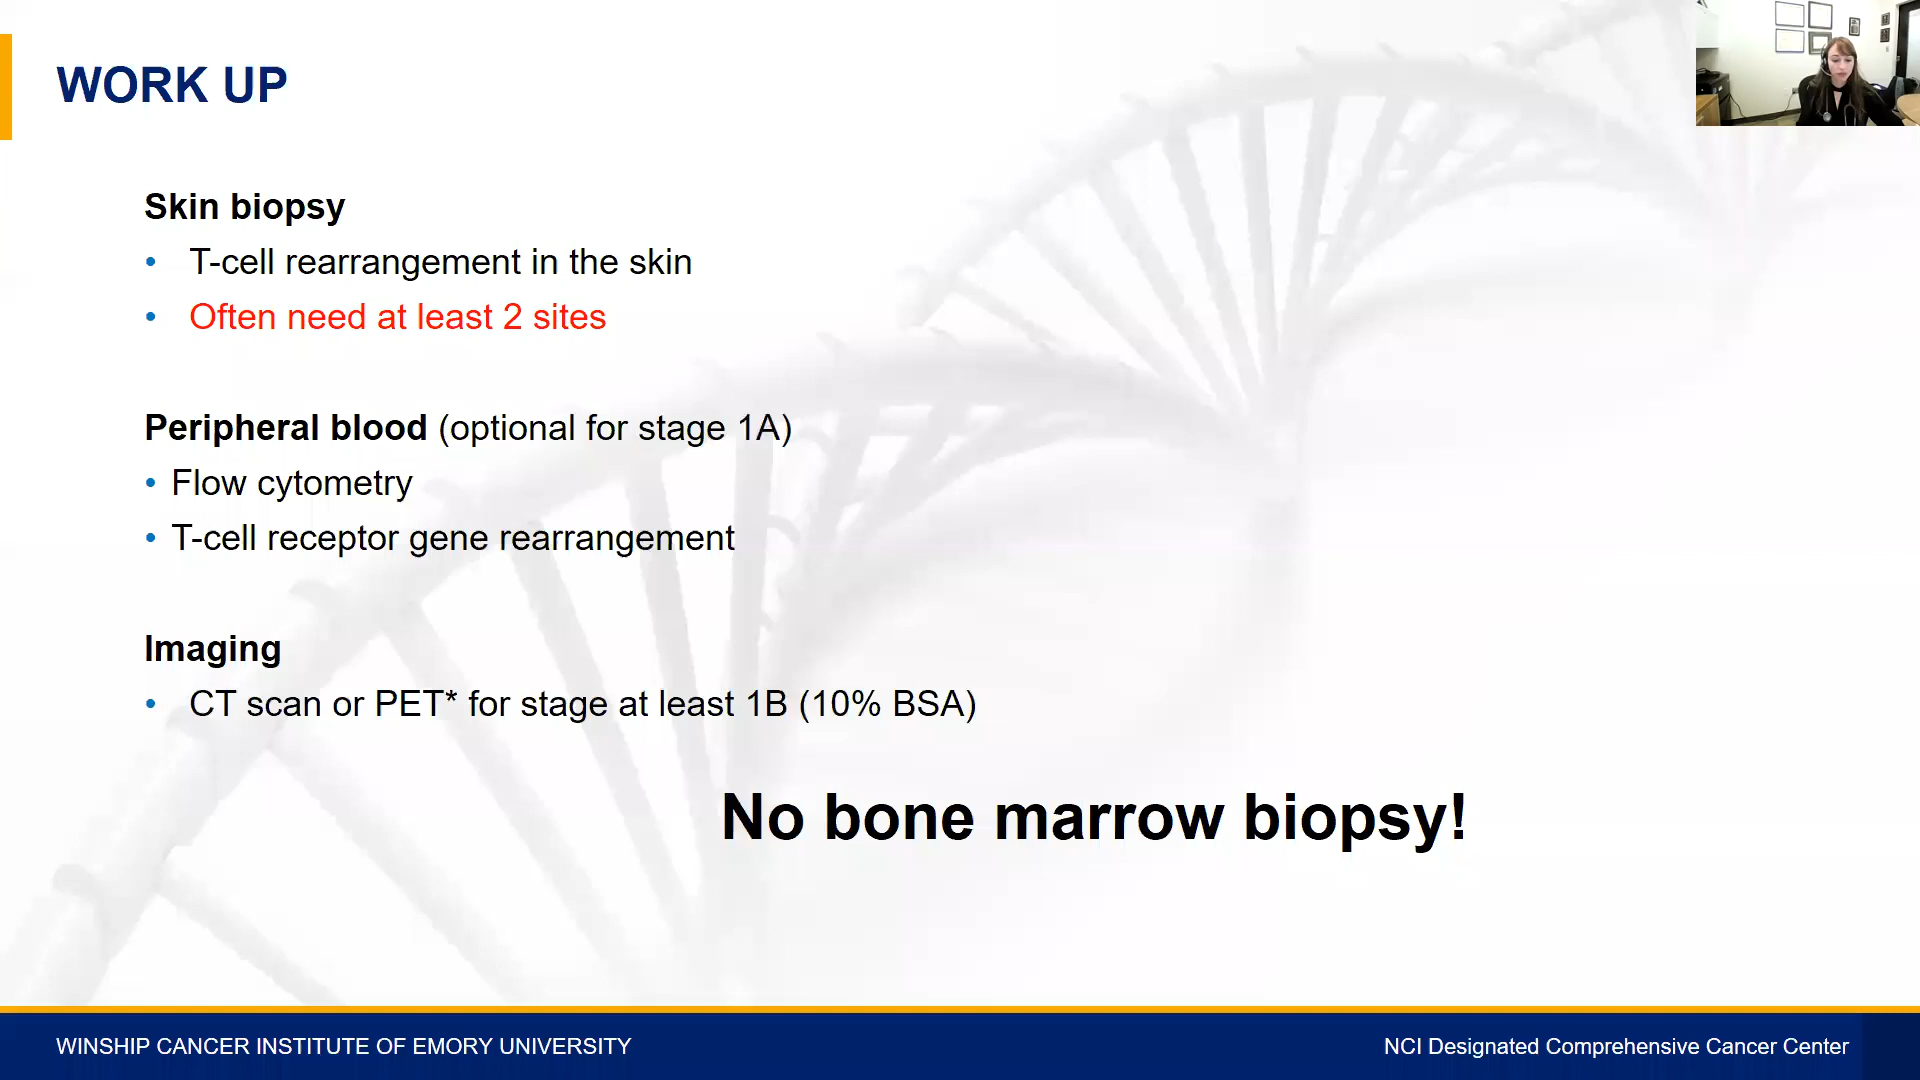 WORK UP
Skin biopsy
• T-cell rearrangement in the skin
• Often need at least 2 sites
Peripheral blood (optional for stage 1A)
• Flow cytometry
• T-cell receptor gene rearrangement
Imaging
• CT scan or PET* for stage at least 1B (10% BSA)
No bone marrow biopsy!
WINSHIP CANCER INSTITUTE OF EMORY UNIVERSITY
NCI Designated Comprehensive Cancer Center